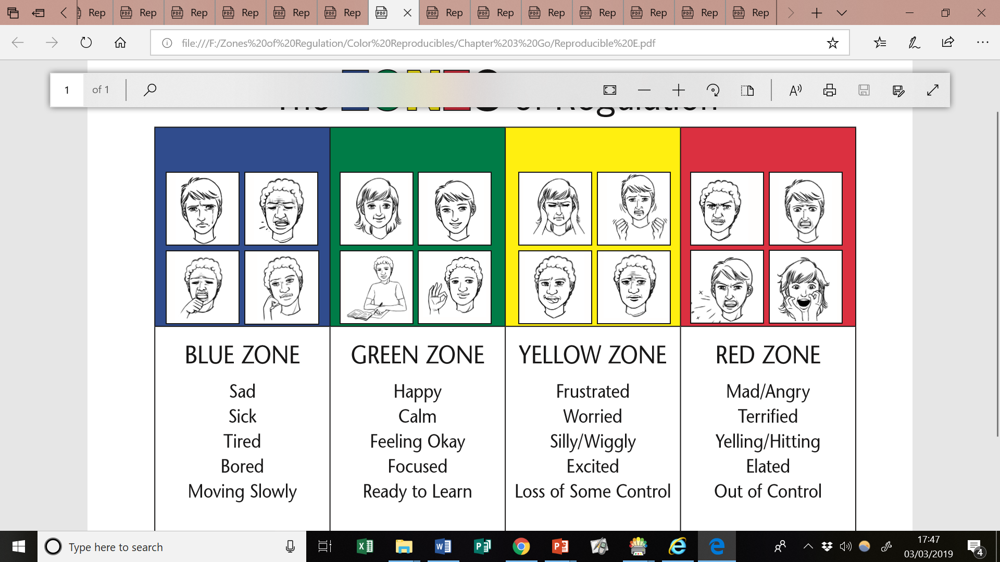 Rep Rep Rep Rep Rep Rep Rep Rep Rep Rep Rep Rep Rep
file:///F:/Zones%20of%20Regulation/Color%20Reproducibles/Chapter%203%20Go/Reproducible%20E.pdf
1 of 1
The ZONES of Regulation
BLUE ZONE
Sad
Sick
Tired
Bored
Moving Slowly
GREEN ZONE
Happy
Calm
Feeling Okay
Focused
Ready to Learn
YELLOW ZONE
Frustrated
Worried
Silly/Wiggly
Excited
Loss of Some Control
RED ZONE
Mad/Angry
Terrified
Yelling/Hitting
Elated
Out of Control
Type here to search
17:47
03/03/2019
4